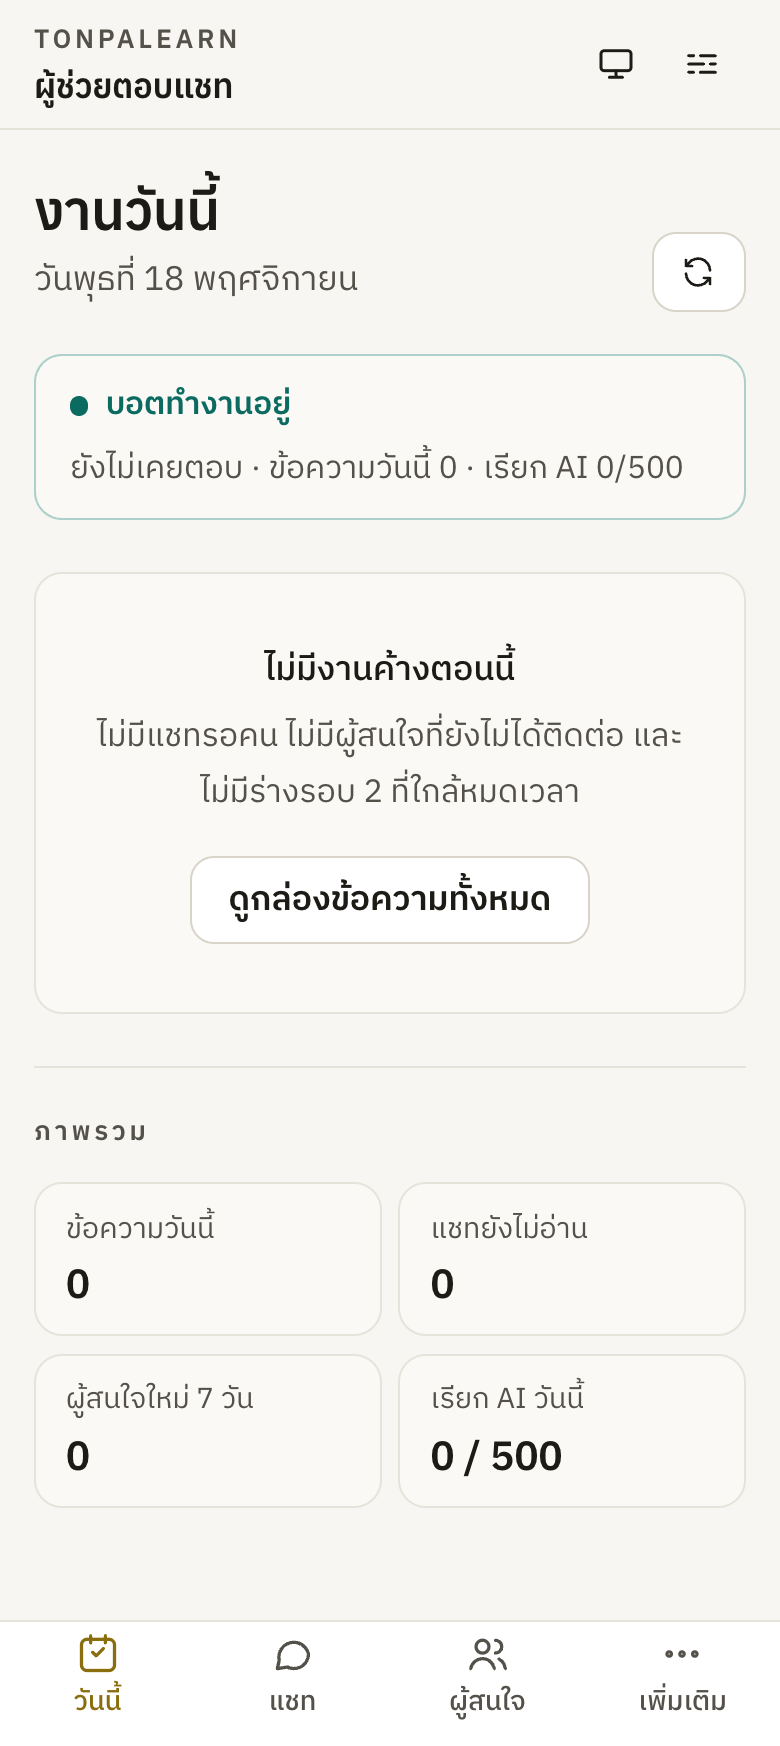 TONPALEARN
ผู้ช่วยตอบแชท
งานวันนี้
วันพุธที่ 18 พฤศจิกายน
บอตทำงานอยู่
ยังไม่เคยตอบ · ข้อความวันนี้ 0 · เรียก AI 0/500
ไม่มีงานค้างตอนนี้
ไม่มีแชทรอคน ไม่มีผู้สนใจที่ยังไม่ได้ติดต่อ และ
ไม่มีร่างรอบ 2 ที่ใกล้หมดเวลา
ดูกล่องข้อความทั้งหมด
ภาพรวม
ข้อความวันนี้
0
แชทยังไม่อ่าน
0
ผู้สนใจใหม่ 7 วัน
0
เรียก AI วันนี้
0 / 500
วันนี้
แชท
ผู้สนใจ
เพิ่มเติม